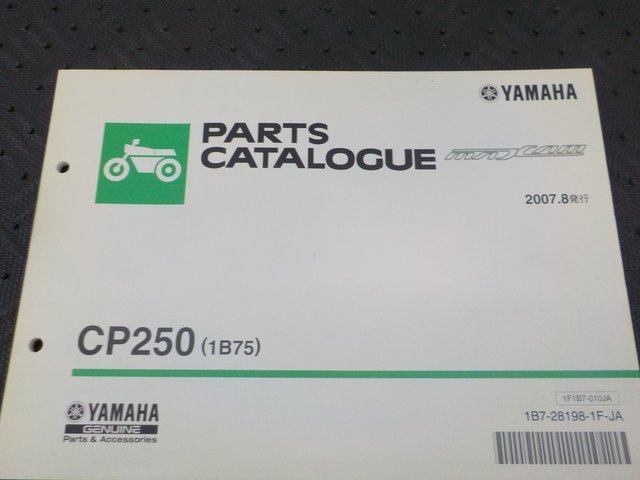 YAMAHA
PARTS
CATALOGUE
MAXAM
2007.8発行
CP250 (1B75)
YAMAHA
GENUINE
Parts & Accessories
1F1B7-010JA
1B7-28198-1F-JA